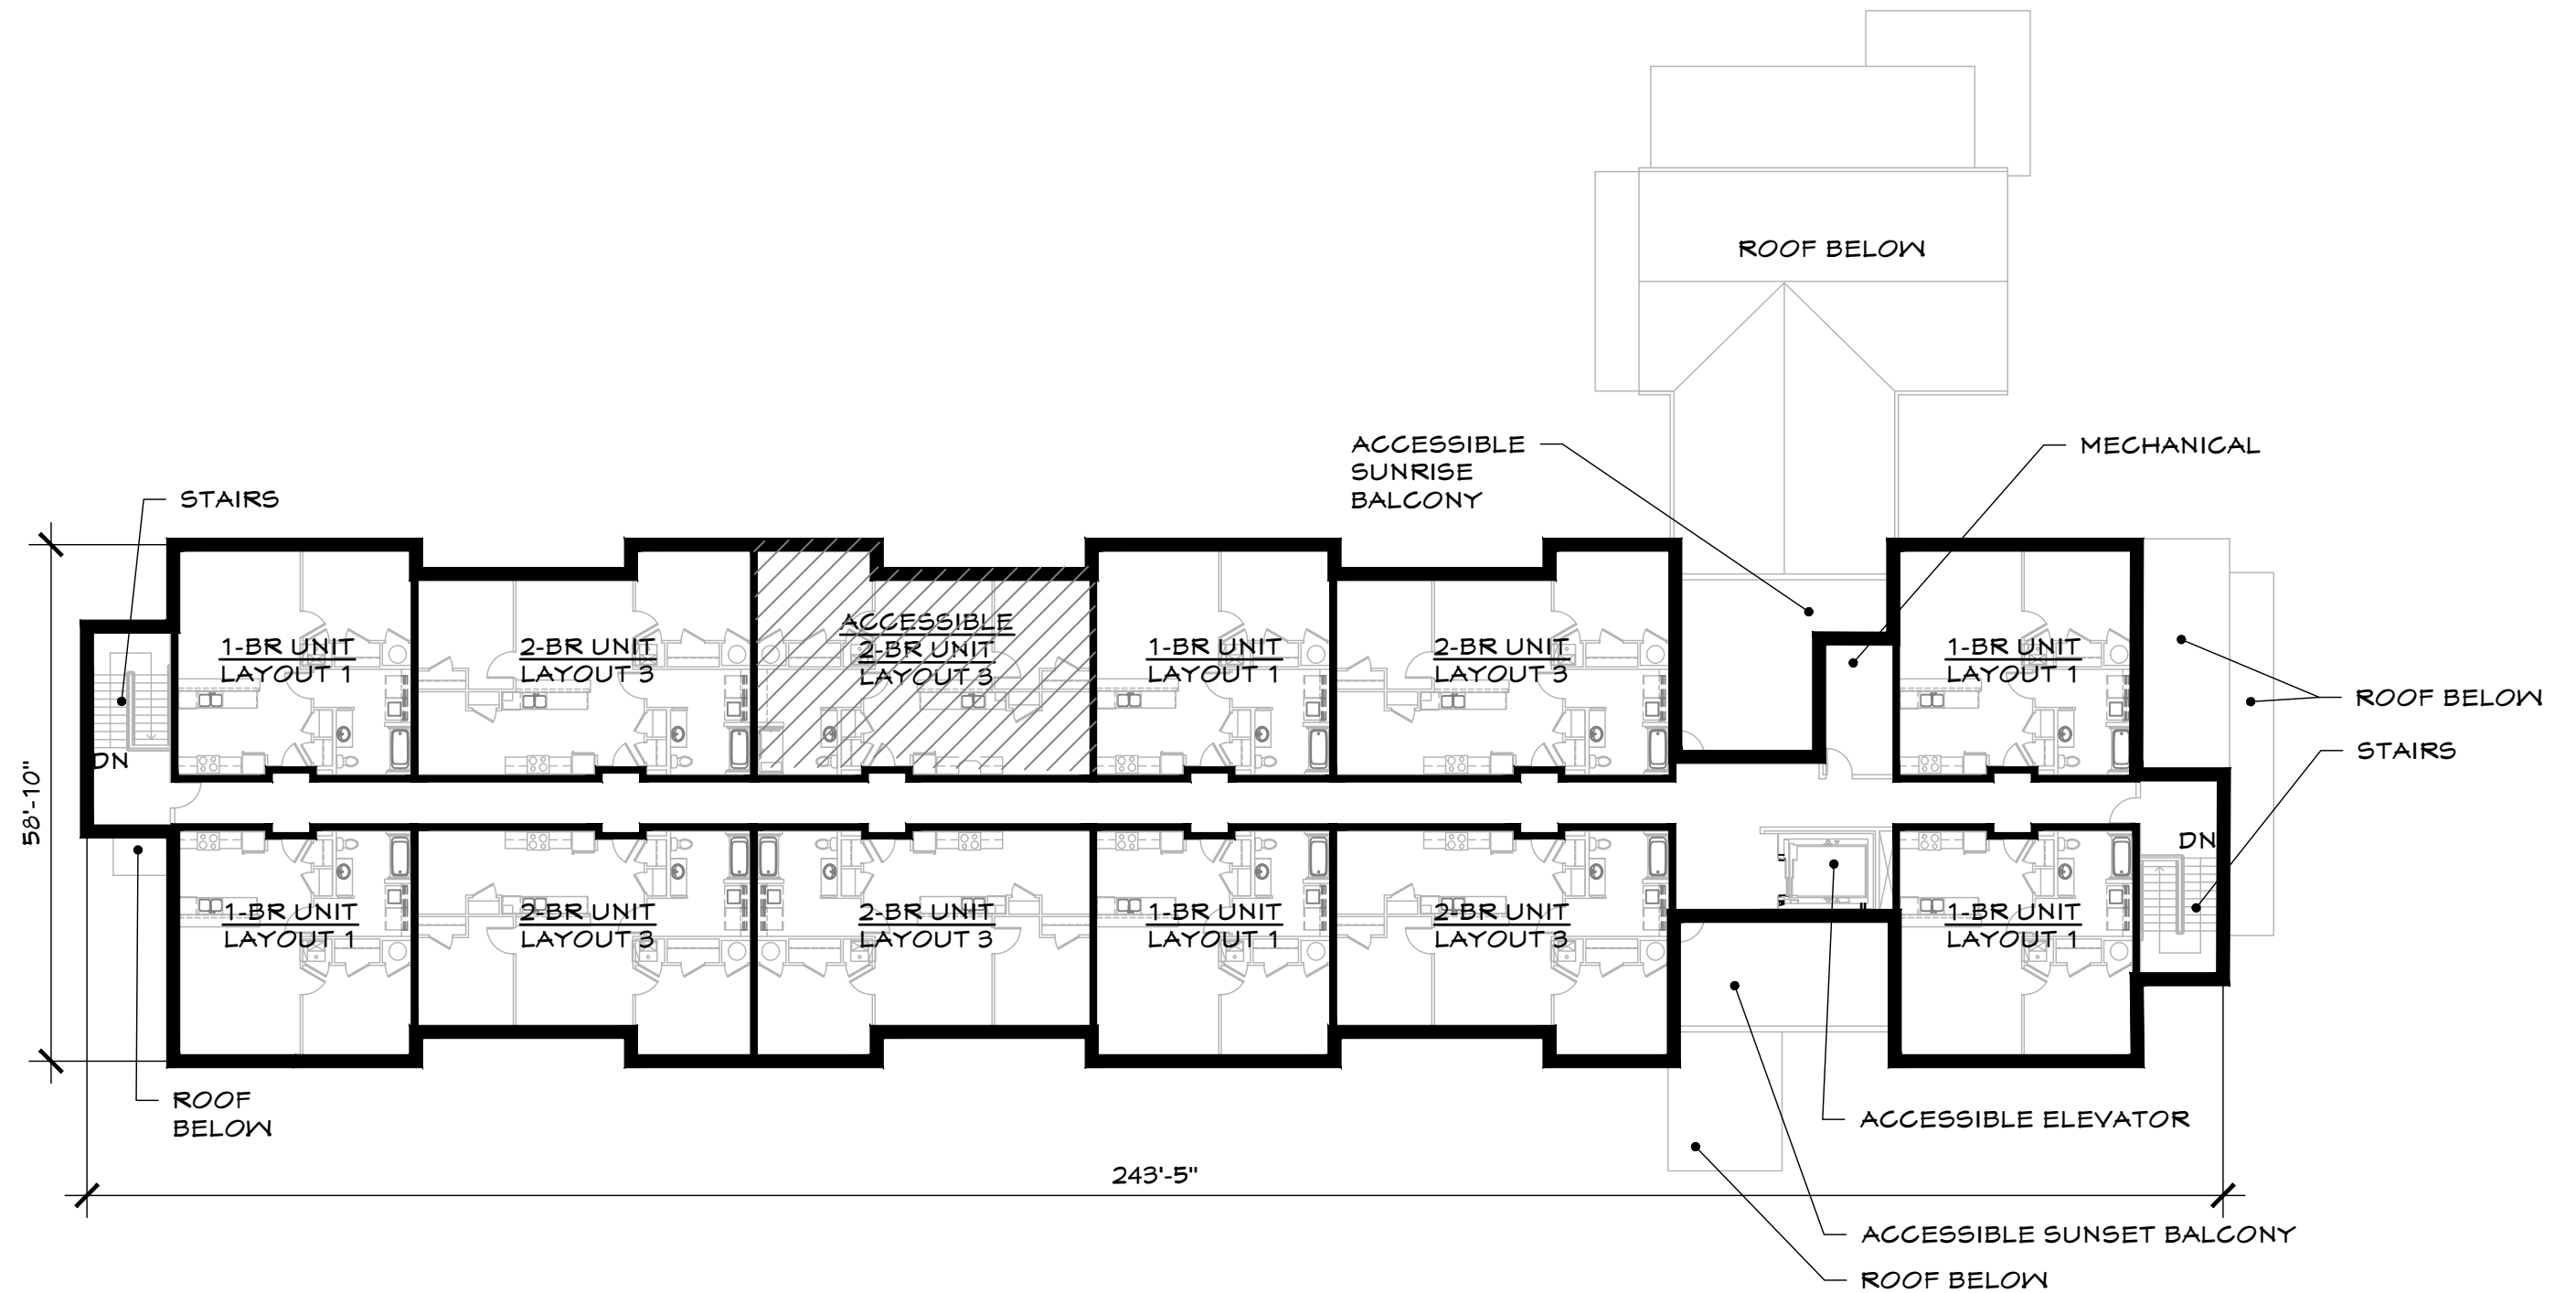 ROOF BELOW
ACCESSIBLE
SUNRISE
BALCONY
MECHANICAL
STAIRS
ACCESSIBLE
2-BR UNIT
LAYOUT 3
1-BR UNIT
LAYOUT 1
2-BR UNIT
LAYOUT 3
1-BR UNIT
LAYOUT 1
2-BR UNIT
LAYOUT 3
1-BR UNIT
LAYOUT 1
ROOF BELOW
STAIRS
DN
58'-10"
DN
1-BR UNIT
LAYOUT 1
2-BR UNIT
LAYOUT 3
2-BR UNIT
LAYOUT 3
1-BR UNIT
LAYOUT 1
2-BR UNIT
LAYOUT 3
1-BR UNIT
LAYOUT 1
ROOF
BELOW
ACCESSIBLE ELEVATOR
243'-5"
ACCESSIBLE SUNSET BALCONY
ROOF BELOW